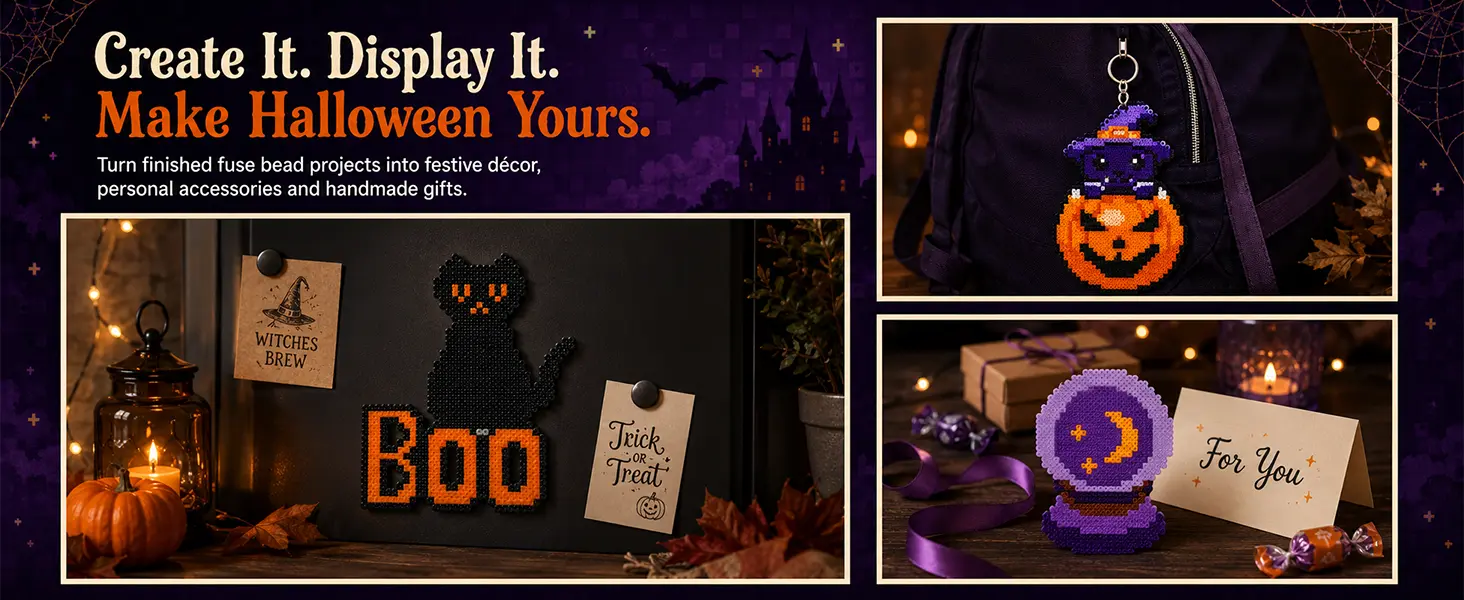 Create It. Display It.
Make Halloween Yours.
Turn finished fuse bead projects into festive décor,
personal accessories and handmade gifts.
WITCHES
BREW
BOO
Trick
OR
Treat
For You